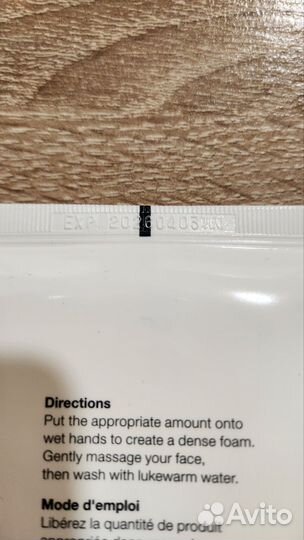 EXP 20260405
Directions
Put the appropriate amount onto
wet hands to create a dense foam.
Gently massage your face,
then wash with lukewarm water.
Mode d'emploi
Libérez la quantité de produit
Avito